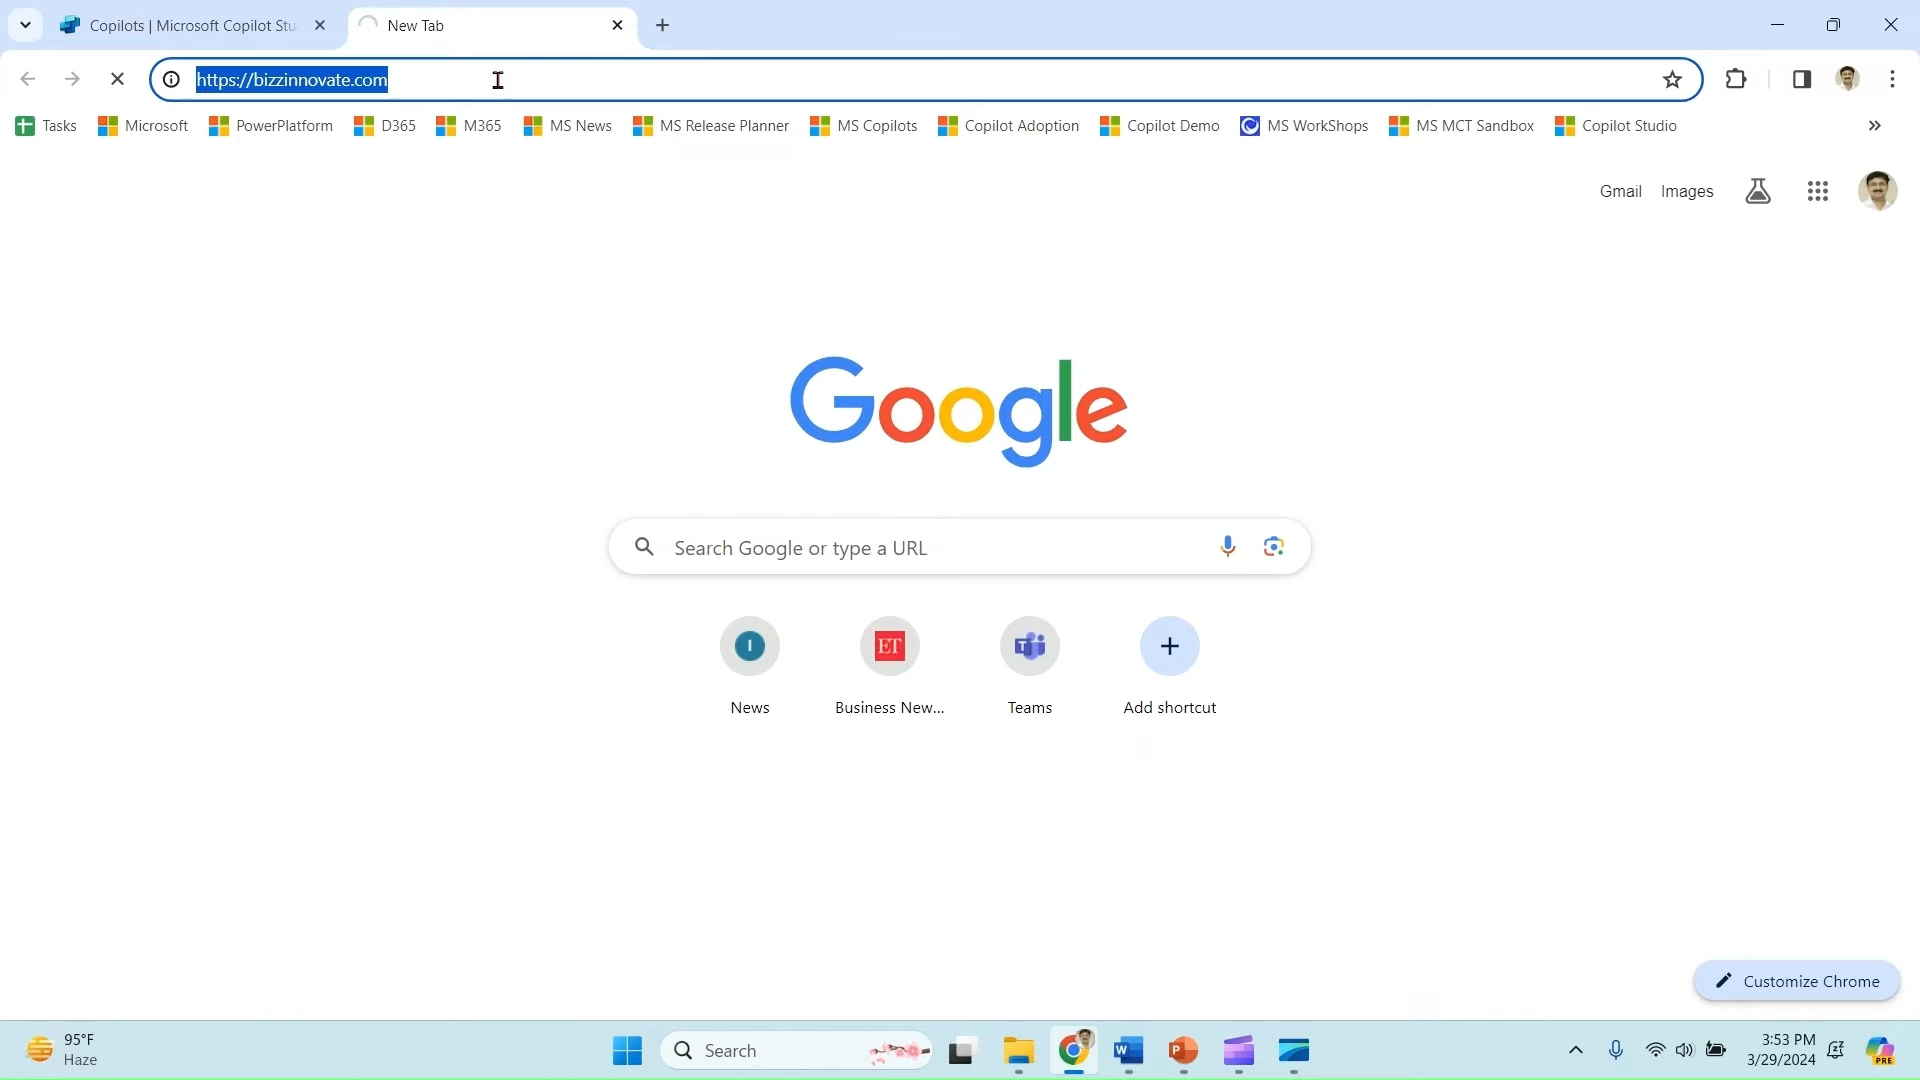 Copilots | Microsoft Copilot Stu
New Tab
https://bizzinnovate.com
Tasks
Microsoft
PowerPlatform
D365
M365
MS News
MS Release Planner
MS Copilots
Copilot Adoption
Copilot Demo
MS WorkShops
MS MCT Sandbox
Copilot Studio
Gmail
Images
Google
Search Google or type a URL
I
ET
T
News
Business New...
Teams
Add shortcut
Customize Chrome
95°F
Haze
Search
W
P
3:53 PM
3/29/2024
PRE